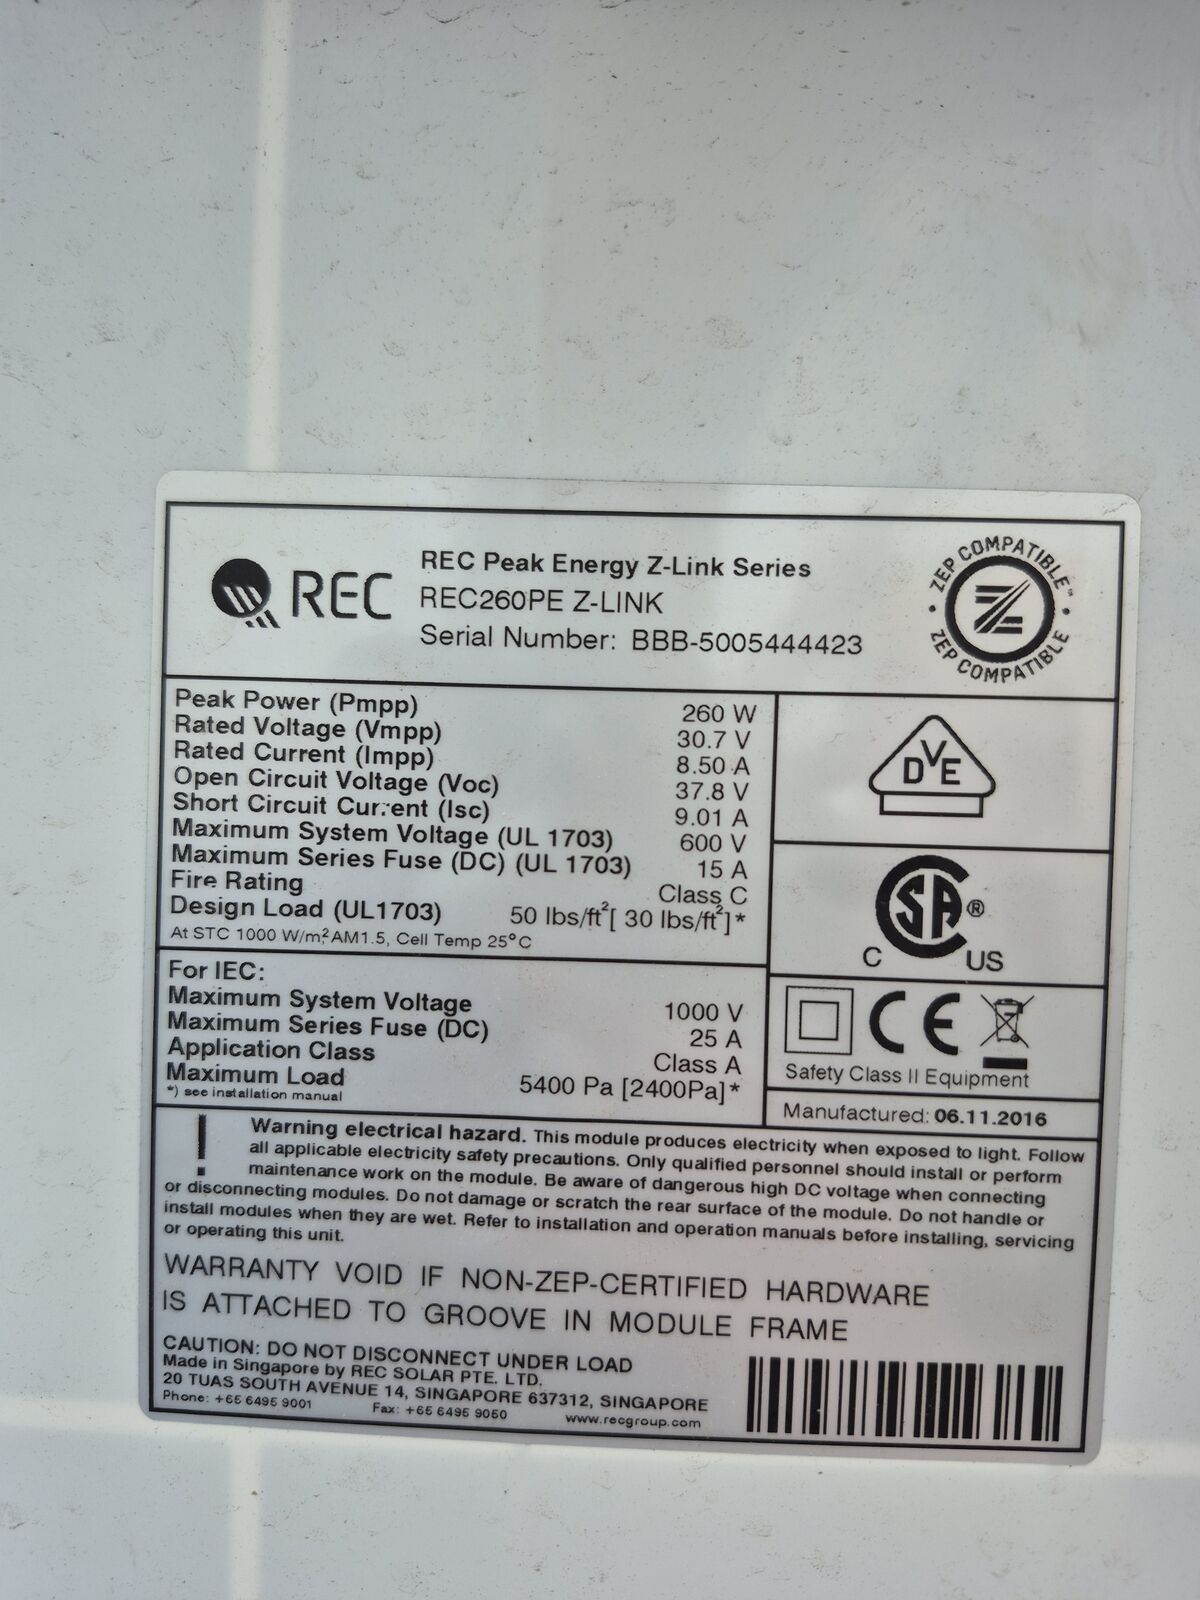 REC
REC Peak Energy Z-Link Series
REC260PE Z-LINK
Serial Number: BBB-5005444423
ZEP COMPATIBLE™
ZEP COMPATIBLE
Peak Power (Pmpp) 260 W
Rated Voltage (Vmpp) 30.7 V
Rated Current (Impp) 8.50 A
Open Circuit Voltage (Voc) 37.8 V
Short Circuit Current (Isc) 9.01 A
Maximum System Voltage (UL 1703) 600 V
Maximum Series Fuse (DC) (UL 1703) 15 A
Fire Rating Class C
Design Load (UL1703) 50 lbs/ft²[ 30 lbs/ft²]*
At STC 1000 W/m² AM1.5, Cell Temp 25°C
DVE
CSA®
C US
For IEC:
Maximum System Voltage 1000 V
Maximum Series Fuse (DC) 25 A
Application Class Class A
Maximum Load 5400 Pa [2400Pa]*
*) see installation manual
CE
Safety Class II Equipment
Manufactured: 06.11.2016
! Warning electrical hazard. This module produces electricity when exposed to light. Follow
all applicable electricity safety precautions. Only qualified personnel should install or perform
maintenance work on the module. Be aware of dangerous high DC voltage when connecting
or disconnecting modules. Do not damage or scratch the rear surface of the module. Do not handle or
install modules when they are wet. Refer to installation and operation manuals before installing, servicing
or operating this unit.
WARRANTY VOID IF NON-ZEP-CERTIFIED HARDWARE
IS ATTACHED TO GROOVE IN MODULE FRAME
CAUTION: DO NOT DISCONNECT UNDER LOAD
Made in Singapore by REC SOLAR PTE. LTD.
20 TUAS SOUTH AVENUE 14, SINGAPORE 637312, SINGAPORE
Phone: +65 6495 9001 Fax: +65 6495 9050 www.recgroup.com